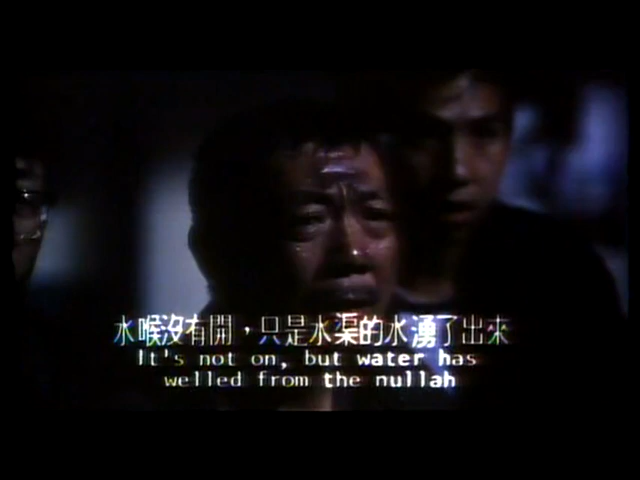 水喉沒有開，只是水渠的水湧了出來
It's not on, but water has
welled from the nullah